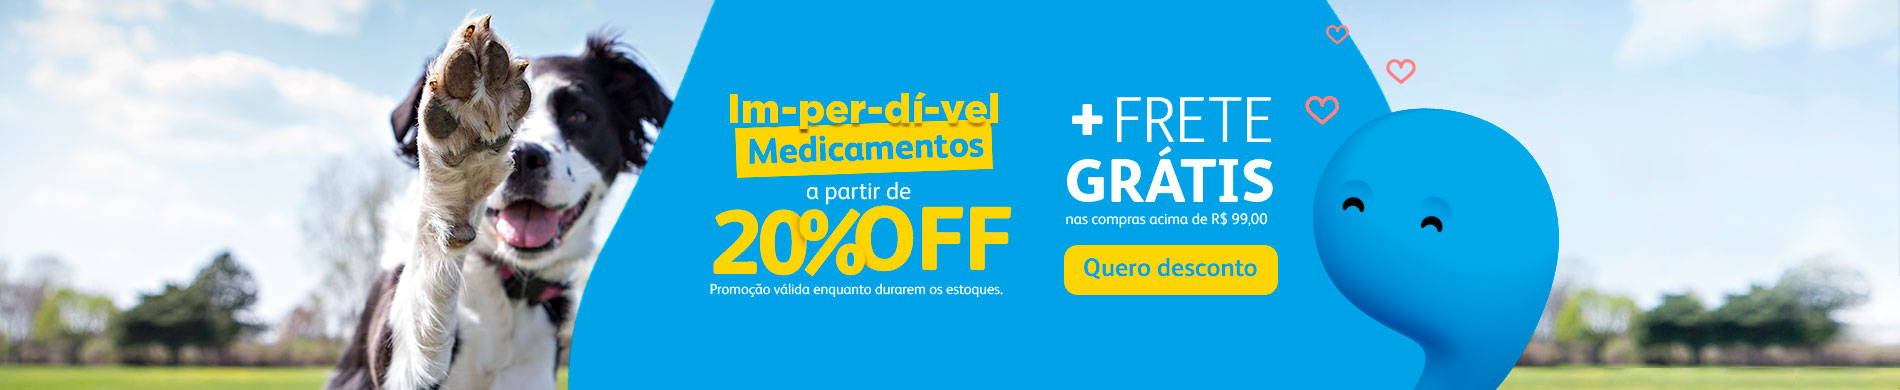 Im-per-dí-vel
Medicamentos
a partir de
20%OFF
Promoção válida enquanto durarem os estoques.
+ FRETE
GRÁTIS
nas compras acima de R$ 99,00
Quero desconto